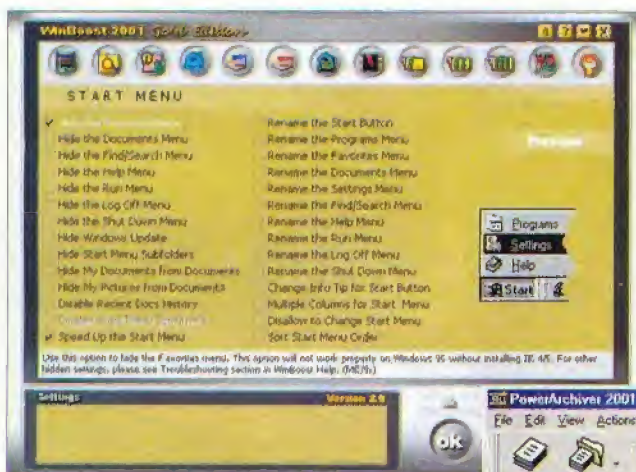 WinBoost 2001 Gold Edition
START MENU
Hide the Documents Menu
Hide the Find/Search Menu
Hide the Help Menu
Hide the Run Menu
Hide the Log Off Menu
Hide the Shut Down Menu
Hide Windows Update
Hide Start Menu Subfolders
Hide My Documents from Documents
Hide My Pictures from Documents
Disable Recent Docs History
Speed Up the Start Menu
Rename the Start Button
Rename the Programs Menu
Rename the Favorites Menu
Rename the Documents Menu
Rename the Settings Menu
Rename the Find/Search Menu
Rename the Help Menu
Rename the Run Menu
Rename the Log Off Menu
Rename the Shut Down Menu
Change Info Tip for Start Button
Multiple Columns for Start Menu
Disallow to Change Start Menu
Sort Start Menu Order
Preview
Programs
Settings
Help
Start
Use this option to hide the Favorites menu. This option will not work properly on Windows 95 without installing IE 4/5. For other
hidden settings, please see Troubleshooting section in WinBoost Help. (ME/9x)
Settings
Version 2.0
OK
PowerArchiver 2001
File Edit View Actions